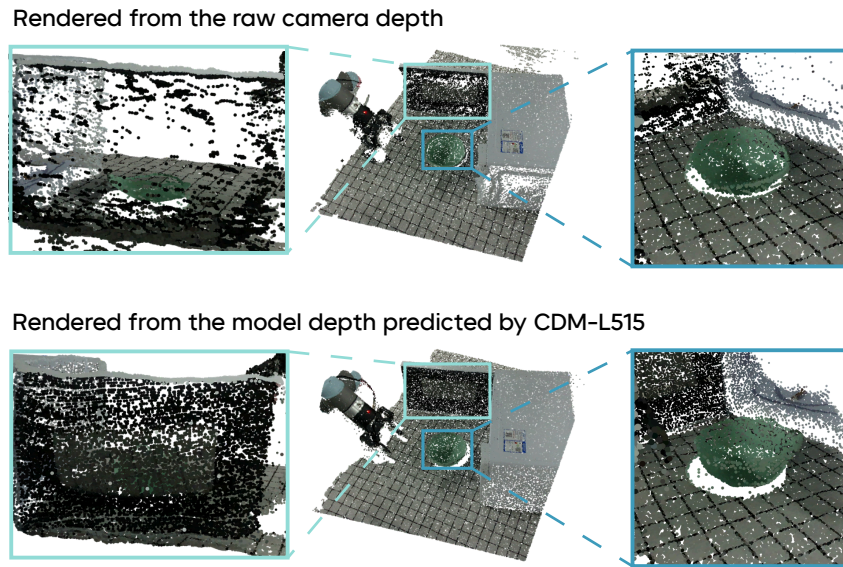 Rendered from the raw camera depth
Rendered from the model depth predicted by CDM-L515